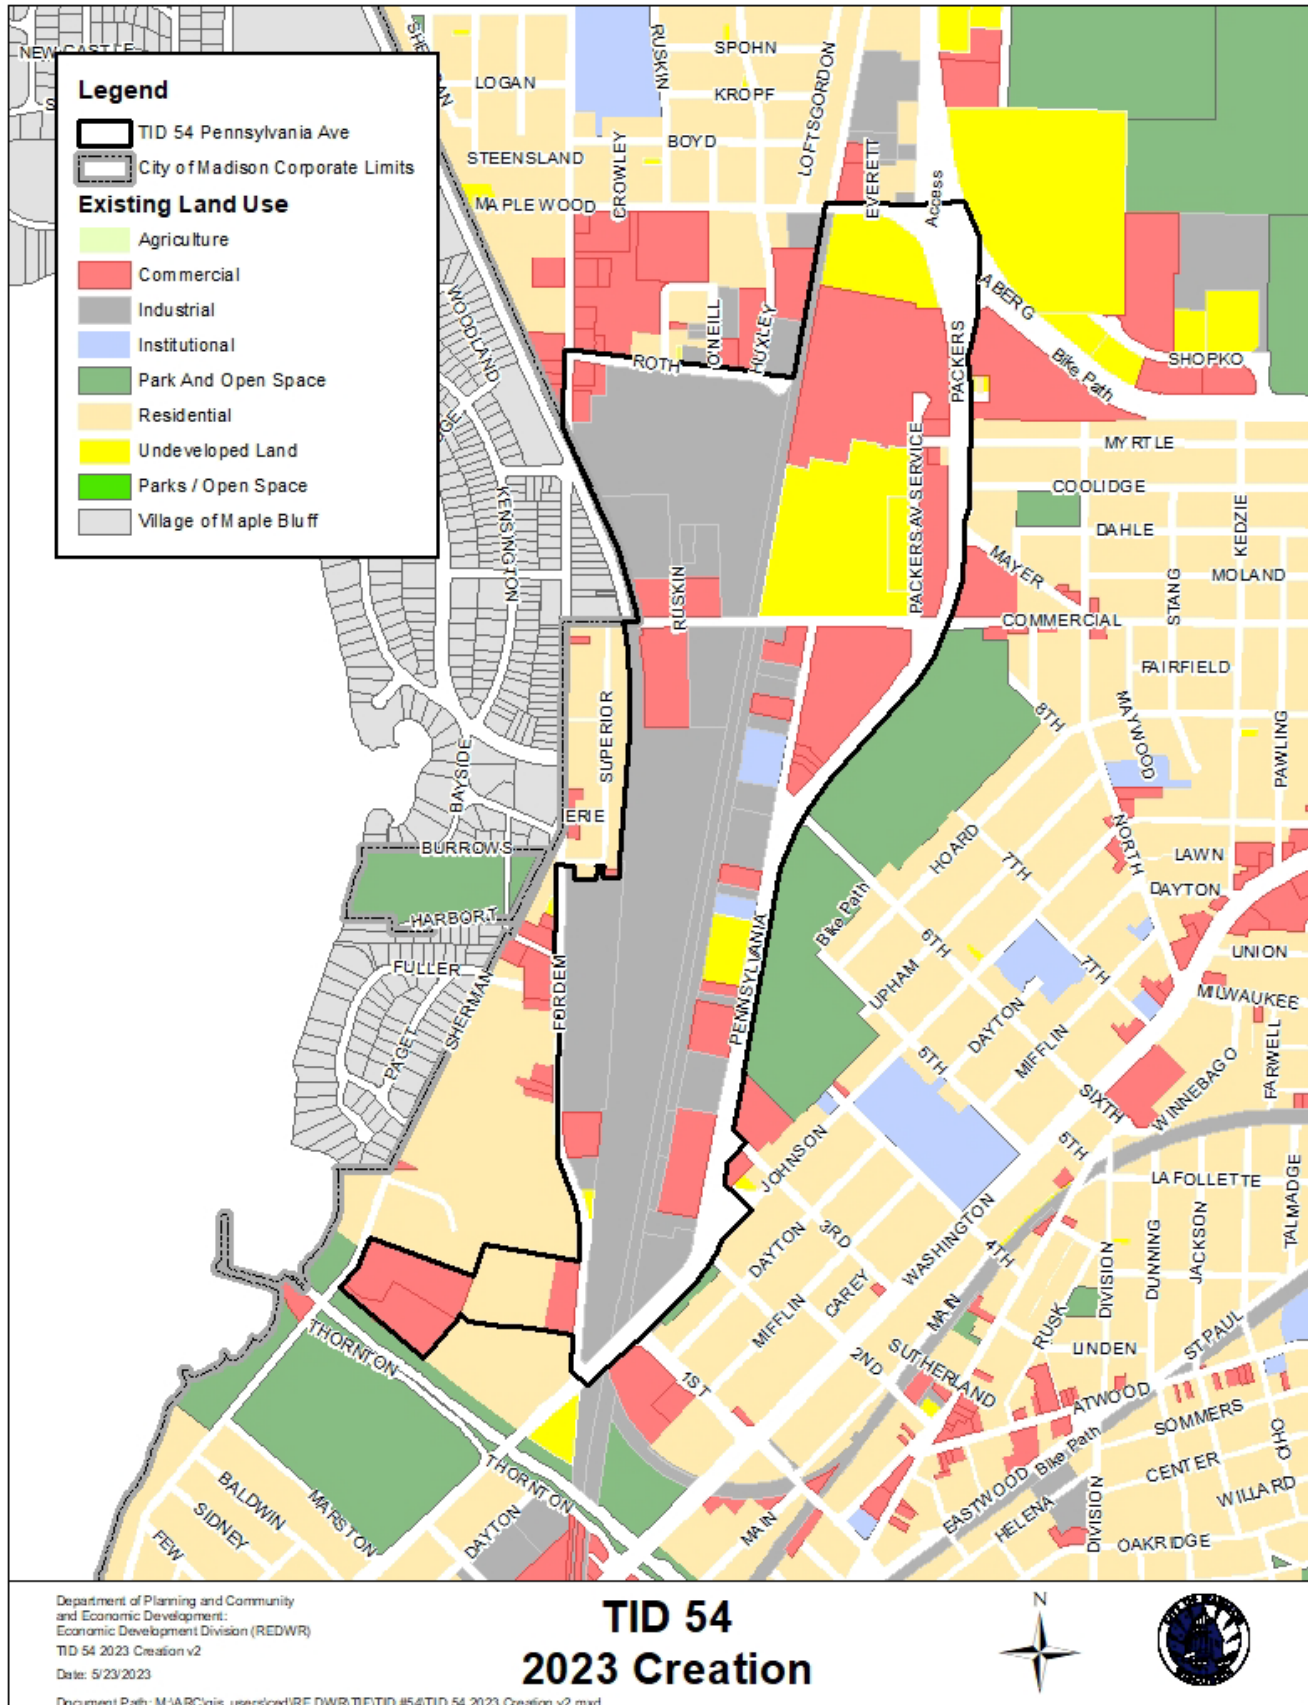 NEW CASTLE
SHERMAN
LOGAN
RUSKIN
SPOHN
KROPF
LOFTSGORDON
BOYD
STEENSLAND
CROWLEY
MAPLEWOOD
EVERETT
Access
Legend
TID 54 Pennsylvania Ave
City of Madison Corporate Limits
Existing Land Use
Agriculture
Commercial
Industrial
Institutional
Park And Open Space
Residential
Undeveloped Land
Parks / Open Space
Village of Maple Bluff
WOODLAND
ROTH
O'NEILL
HUXLEY
PACKERS
ABERG
Bike Path
SHOPKO
MYRTLE
COOLIDGE
DAHLE
KEDZIE
KENSINGTON
PACKERS AV SERVICE
MAYER
MOLAND
STANG
RUSKIN
COMMERCIAL
FAIRFIELD
SUPERIOR
8TH
MAYWOOD
PAWLING
BAYSIDE
ERIE
BURROWS
HOARD
7TH
NORTH
LAWN
DAYTON
HARBORT
Bike Path
6TH
UNION
FULLER
SHERMAN
FORDEM
PENNSYLVANIA
UPHAM
7TH
MILWAUKEE
PAGET
DAYTON
MIFFLIN
5TH
FARWELL
SIXTH
WINNEBAGO
JOHNSON
5TH
LA FOLLETTE
TALMADGE
DAYTON
3RD
WASHINGTON
4TH
DIVISION
DUNNING
JACKSON
MIFFLIN
CAREY
MAIN
RUSK
LINDEN
ST PAUL
THORNTON
1ST
2ND
SUTHERLAND
ATWOOD
SOMMERS
OHIO
Bike Path
CENTER
WILLARD
THORNTON
EASTWOOD
HELENA
DIVISION
OAKRIDGE
BALDWIN
SIDNEY
FEW
MARSTON
DAYTON
MAIN
Department of Planning and Community
and Economic Development:
Economic Development Division (REDWR)
TID 54 2023 Creation v2
Date: 5/23/2023
TID 54
2023 Creation
N